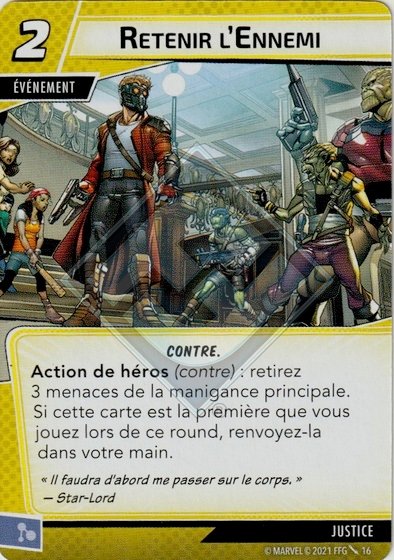 2
RETENIR L'ENNEMI
ÉVÉNEMENT
CONTRE.
Action de héros (contre) : retirez
3 menaces de la manigance principale.
Si cette carte est la première que vous
jouez lors de ce round, renvoyez-la
dans votre main.
« Il faudra d'abord me passer sur le corps. »
– Star-Lord
JUSTICE
© MARVEL © 2021 FFG 16